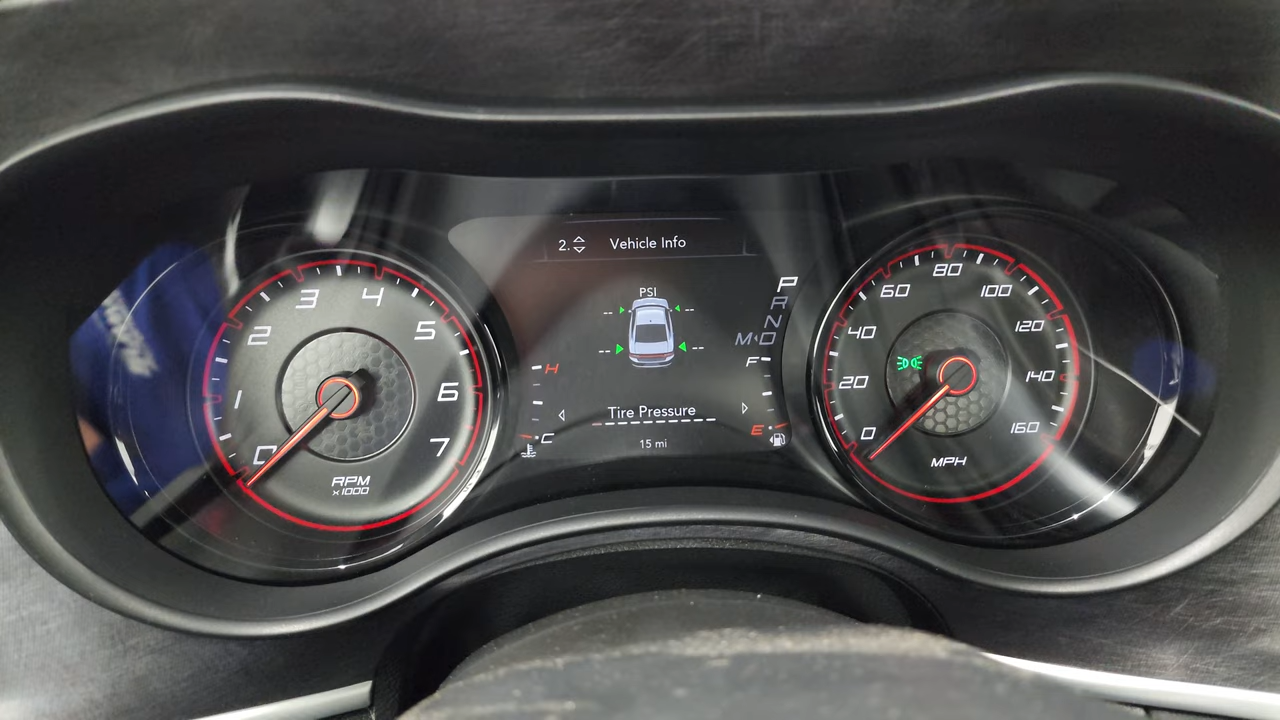 2. Vehicle Info
PSI
-- --
-- --
Tire Pressure
15 mi
P
R
N
M D
H
C
F
E
0
1
2
3
4
5
6
7
RPM
x1000
0
20
40
60
80
100
120
140
160
MPH